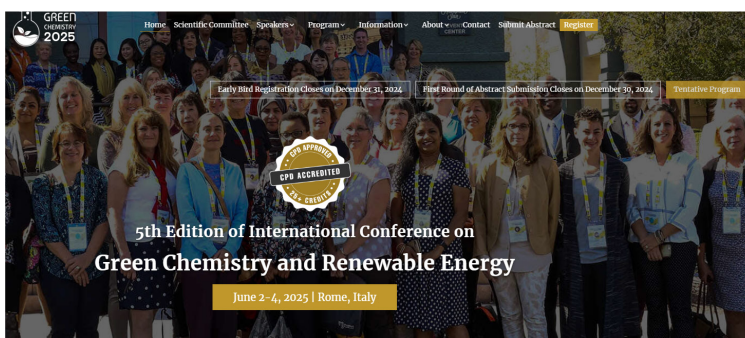 GREEN
CHEMISTRY
2025
Home Scientific Committee Speakers Program Information About Contact Submit Abstract Register
CENTER
Early Bird Registration Closes on December 31, 2024 First Round of Abstract Submission Closes on December 30, 2024 Tentative Program
CPD APPROVED
CPD ACCREDITED
25+ CREDITS
5th Edition of International Conference on
Green Chemistry and Renewable Energy
June 2-4, 2025 | Rome, Italy